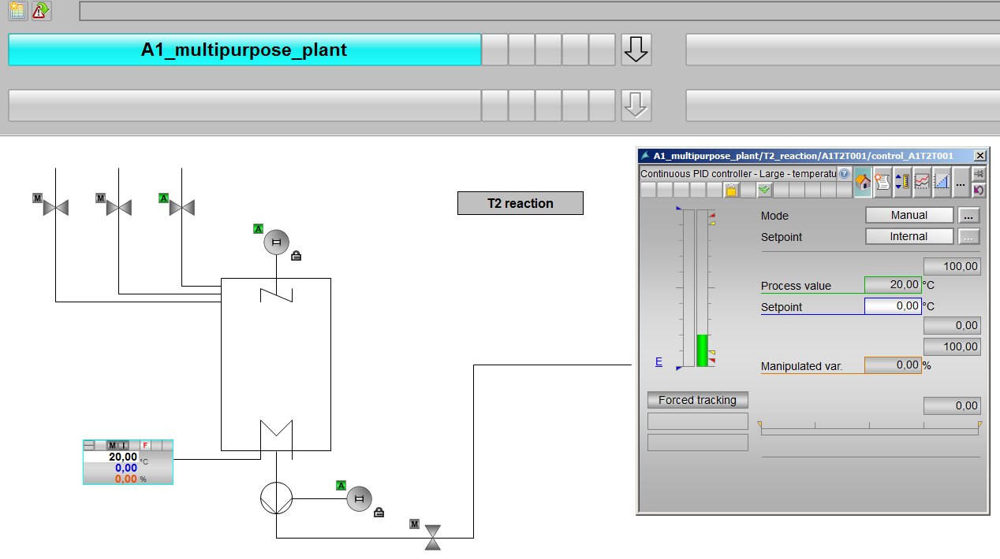 A1_multipurpose_plant
A1_multipurpose_plant/T2_reaction/A1T2T001/control_A1T2T001
Continuous PID controller - Large - temperatu
...
M
M
A
T2 reaction
Mode
Manual
...
Setpoint
Internal
...
A
100,00
Process value
20,00 °C
Setpoint
0,00 °C
0,00
100,00
E
Manipulated var.
0,00 %
Forced tracking
0,00
M I F
20,00 °C
0,00
0,00 %
A
M